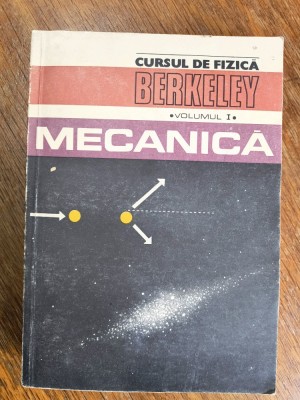 CURSUL DE FIZICĂ
BERKELEY
•VOLUMUL I•
MECANICĂ